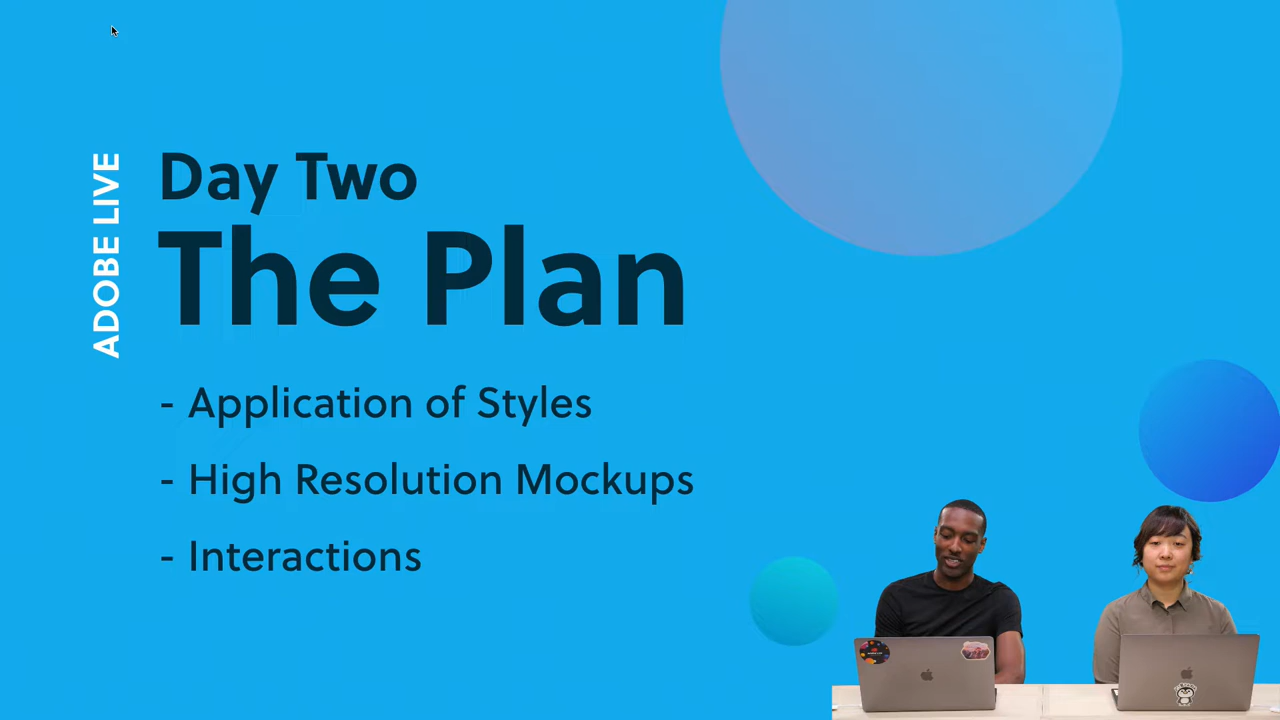 ADOBE LIVE
Day Two
The Plan
- Application of Styles
- High Resolution Mockups
- Interactions